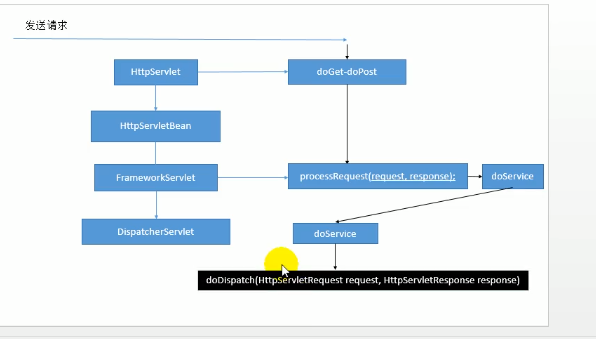 发送请求
HttpServlet
doGet-doPost
HttpServletBean
FrameworkServlet
processRequest(request, response);
doService
DispatcherServlet
doService
doDispatch(HttpServletRequest request, HttpServletResponse response)